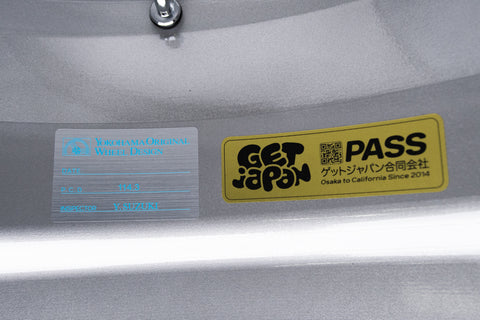 YOKOHAMA ORIGINAL
WHEEL DESIGN
DATE
P.C.D.
INSPECTOR
GET
JAPAN
PASS
ゲットジャパン合同会社
Osaka to California Since 2014